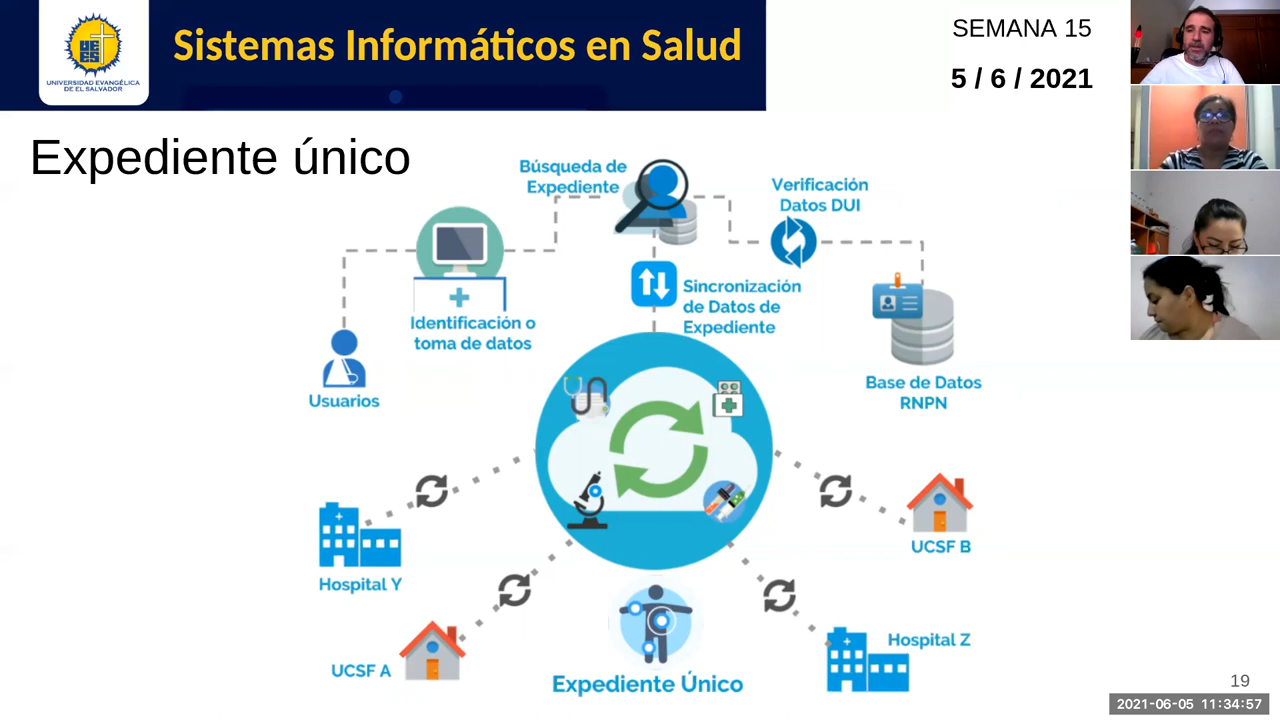 UNIVERSIDAD EVANGÉLICA
DE EL SALVADOR
Sistemas Informáticos en Salud
SEMANA 15
5 / 6 / 2021
Expediente único
Búsqueda de
Expediente
Verificación
Datos DUI
Identificación o
toma de datos
Sincronización
de Datos de
Expediente
Usuarios
Base de Datos
RNPN
Hospital Y
UCSF B
UCSF A
Hospital Z
Expediente Único
19
2021-06-05 11:34:57